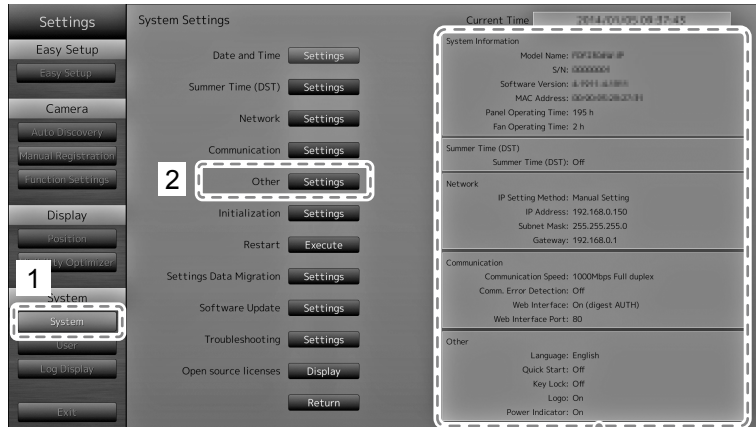 Settings
System Settings
Current Time
Easy Setup
Easy Setup
Camera
Auto Discovery
Manual Registration
Function Settings
Display
Position
Optimizer
1
System
System
User
Log Display
Exit
Date and Time Settings
Summer Time (DST) Settings
Network Settings
Communication Settings
2
Other Settings
Initialization Settings
Restart Execute
Settings Data Migration Settings
Software Update Settings
Troubleshooting Settings
Open source licenses Display
Return
System Information
Model Name:
S/N: 00000001
Software Version:
MAC Address:
Panel Operating Time: 195 h
Fan Operating Time: 2 h
Summer Time (DST)
Summer Time (DST): Off
Network
IP Setting Method: Manual Setting
IP Address: 192.168.0.150
Subnet Mask: 255.255.255.0
Gateway: 192.168.0.1
Communication
Communication Speed: 1000Mbps Full duplex
Comm. Error Detection: Off
Web Interface: On (digest AUTH)
Web Interface Port: 80
Other
Language: English
Quick Start: Off
Key Lock: Off
Logo: On
Power Indicator: On